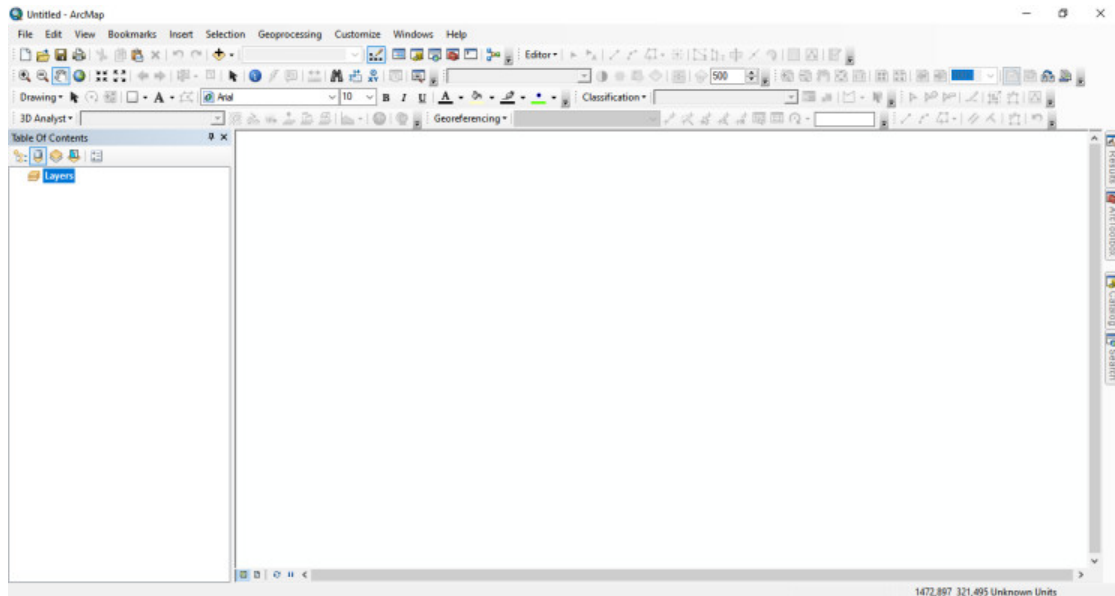 Untitled - ArcMap
File Edit View Bookmarks Insert Selection Geoprocessing Customize Windows Help
Editor
500
Drawing A Arial 10 B I U A Classification
3D Analyst Georeferencing
Table Of Contents
Layers
Results
ArcToolbox
Catalog
Search
1472.897 321.495 Unknown Units